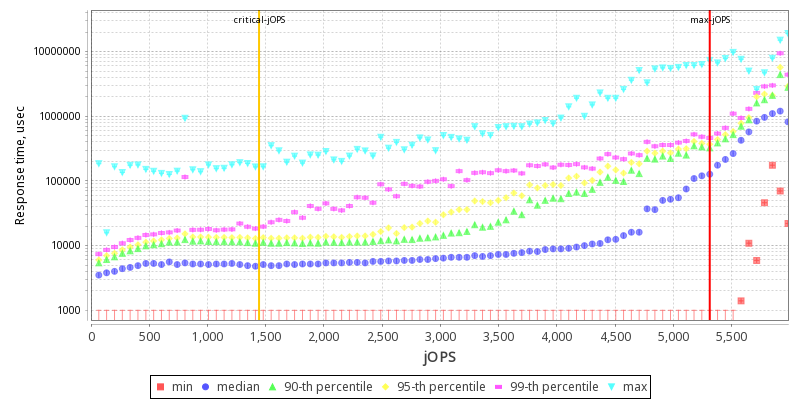 critical-jOPS max-jOPS
10000000
1000000
100000
10000
1000
Response time, usec
0 500 1,000 1,500 2,000 2,500 3,000 3,500 4,000 4,500 5,000 5,500
jOPS
min median 90-th percentile 95-th percentile 99-th percentile max